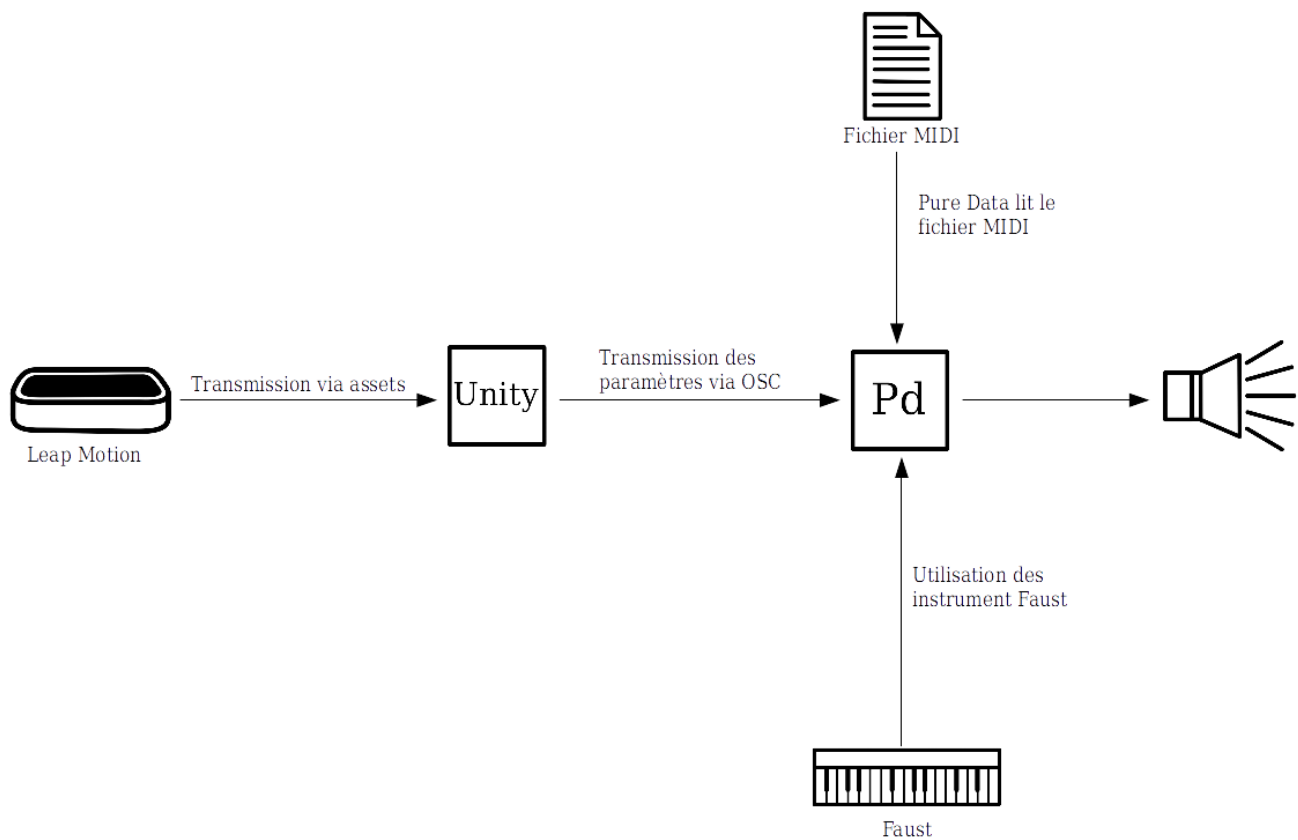 Fichier MIDI
Pure Data lit le
fichier MIDI
Transmission via assets
Unity
Transmission des
paramètres via OSC
Pd
Leap Motion
Utilisation des
instrument Faust
Faust